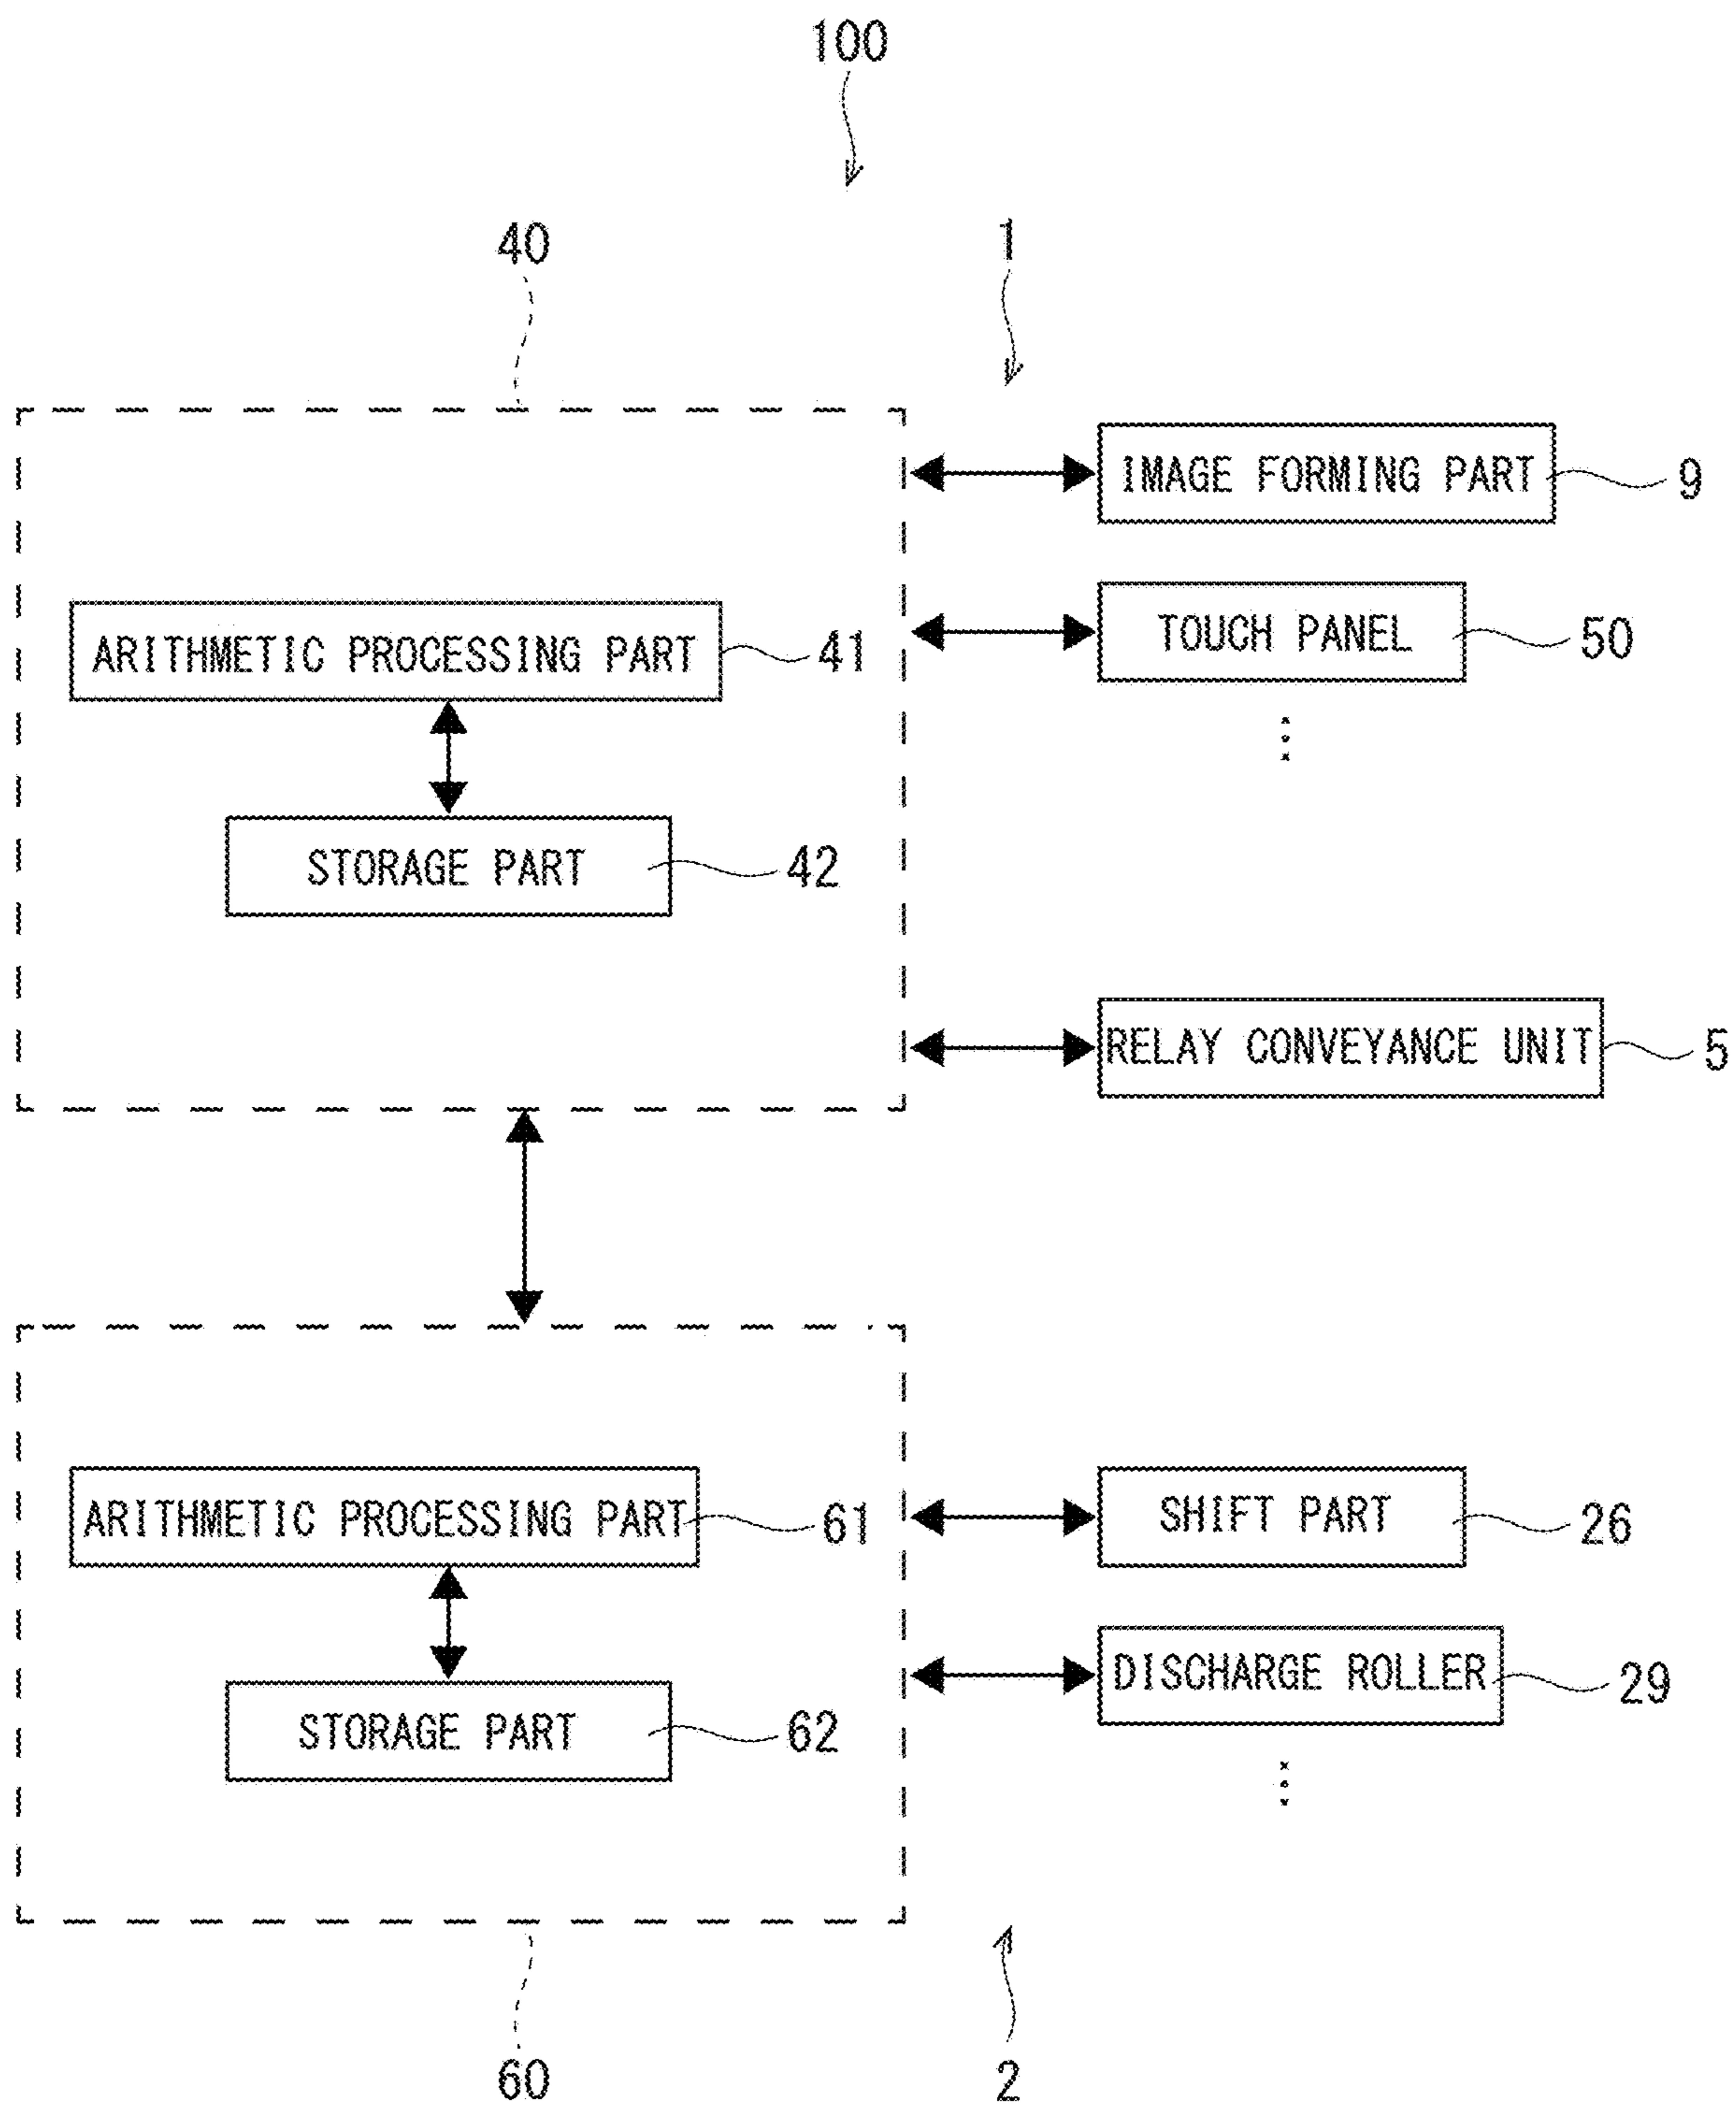 100
40
1
IMAGE FORMING PART
9
TOUCH PANEL
50
ARITHMETIC PROCESSING PART
41
STORAGE PART
42
RELAY CONVEYANCE UNIT
5
ARITHMETIC PROCESSING PART
61
SHIFT PART
26
DISCHARGE ROLLER
29
STORAGE PART
62
60
2